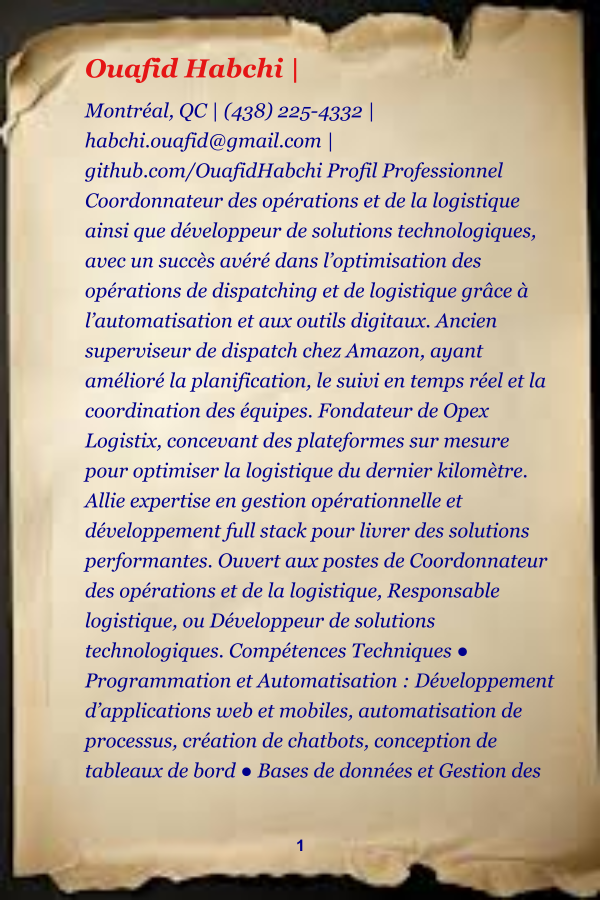 Ouafid Habchi |
Montréal, QC | (438) 225-4332 |
habchi.ouafid@gmail.com |
github.com/OuafidHabchi Profil Professionnel
Coordonnateur des opérations et de la logistique
ainsi que développeur de solutions technologiques,
avec un succès avéré dans l’optimisation des
opérations de dispatching et de logistique grâce à
l’automatisation et aux outils digitaux. Ancien
superviseur de dispatch chez Amazon, ayant
amélioré la planification, le suivi en temps réel et la
coordination des équipes. Fondateur de Opex
Logistix, concevant des plateformes sur mesure
pour optimiser la logistique du dernier kilomètre.
Allie expertise en gestion opérationnelle et
développement full stack pour livrer des solutions
performantes. Ouvert aux postes de Coordonnateur
des opérations et de la logistique, Responsable
logistique, ou Développeur de solutions
technologiques. Compétences Techniques ●
Programmation et Automatisation : Développement
d’applications web et mobiles, automatisation de
processus, création de chatbots, conception de
tableaux de bord ● Bases de données et Gestion des
1